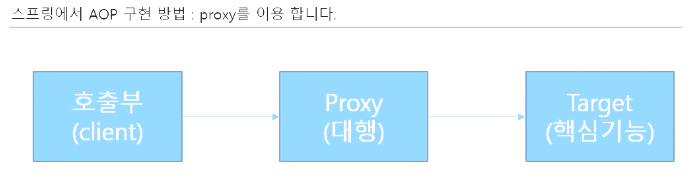 스프링에서 AOP 구현 방법 : proxy를 이용 합니다.
호출부
(client)
Proxy
(대행)
Target
(핵심기능)